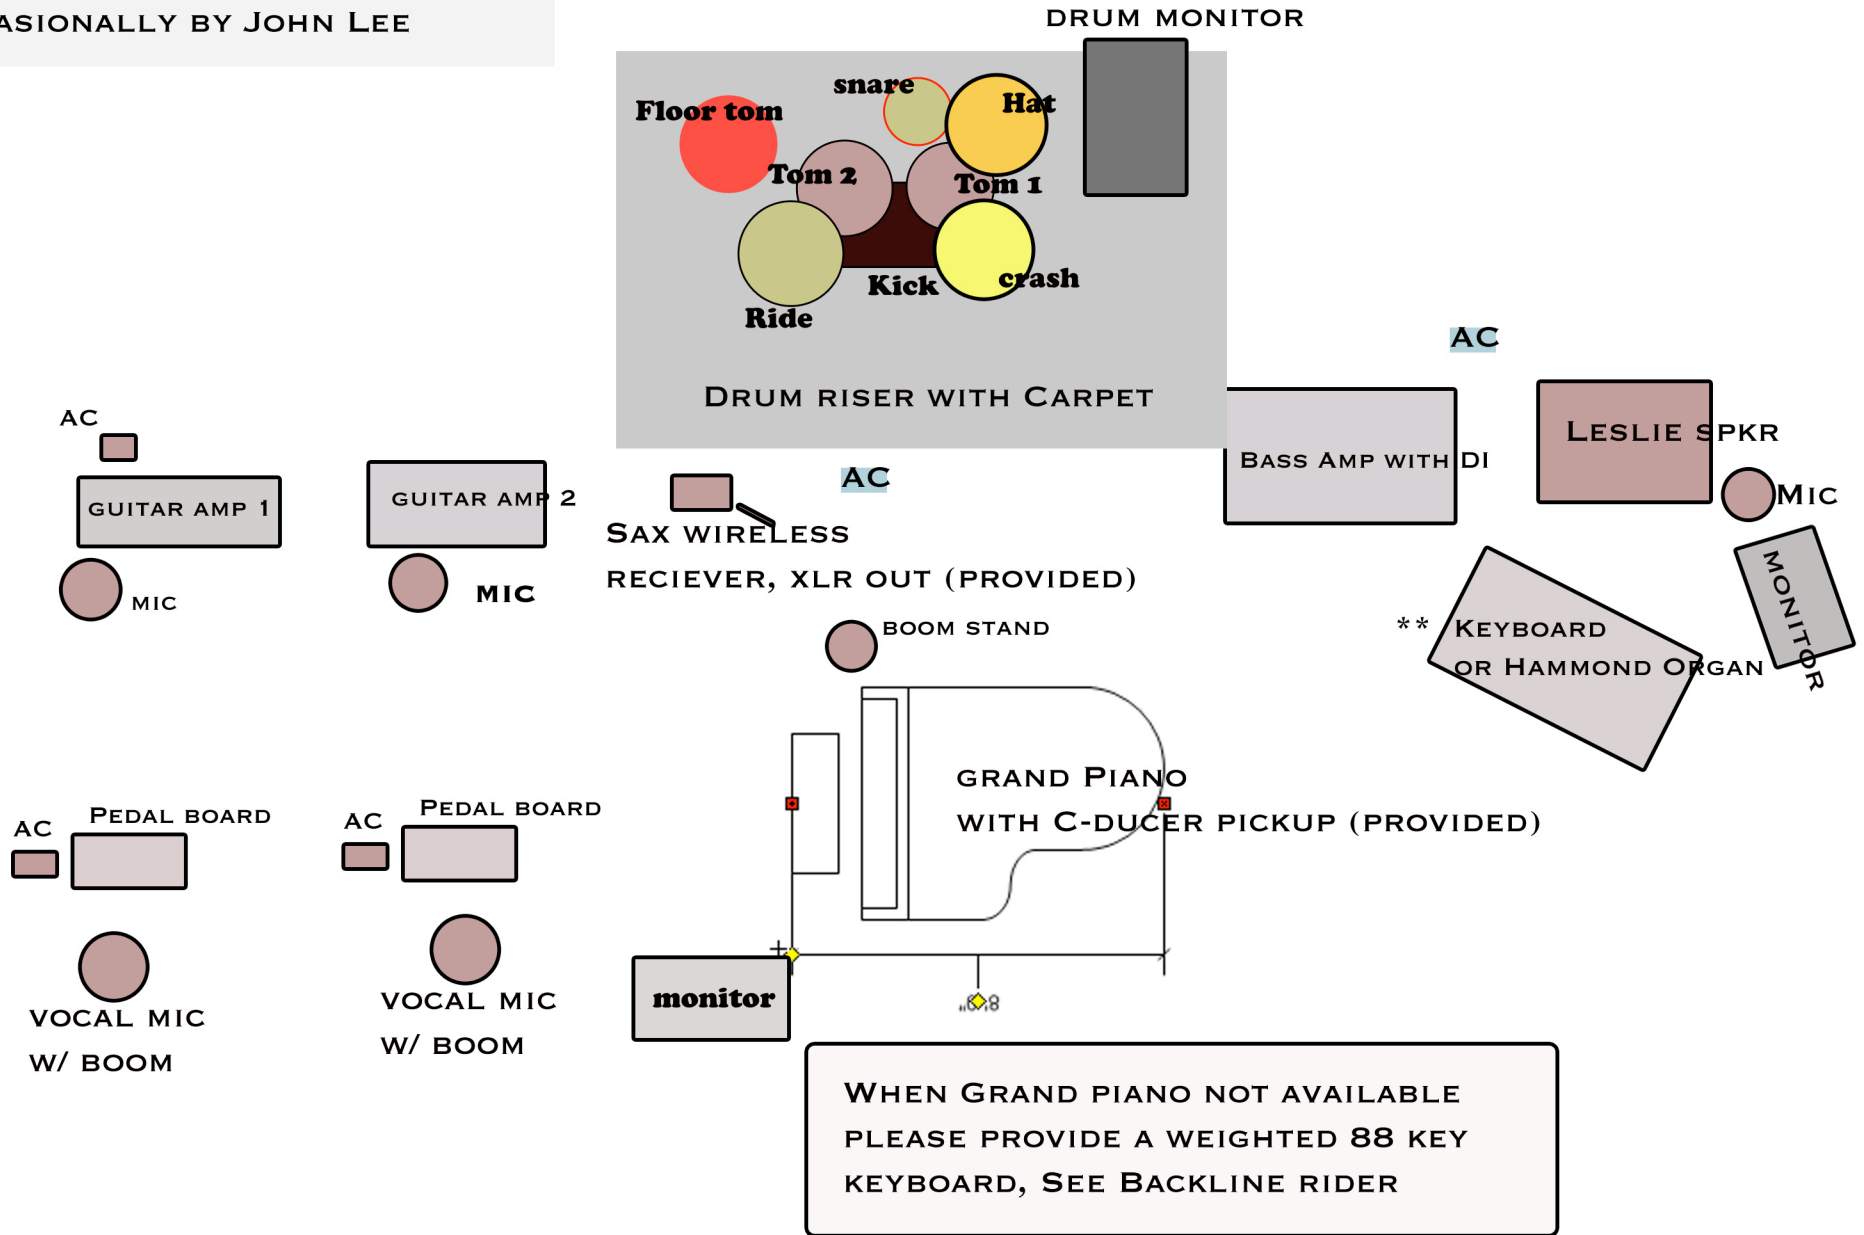 ASIONALLY BY JOHN LEE
DRUM MONITOR
snare
Hat
Floor tom
Tom 2
Tom 1
Kick
crash
Ride
DRUM RISER WITH CARPET
AC
AC
GUITAR AMP 1
GUITAR AMP 2
MIC
MIC
AC
SAX WIRELESS
RECIEVER, XLR OUT (PROVIDED)
BASS AMP WITH DI
LESLIE SPKR
MIC
MONITOR
** KEYBOARD
OR HAMMOND ORGAN
BOOM STAND
GRAND PIANO
WITH C-DUCER PICKUP (PROVIDED)
AC
PEDAL BOARD
AC
PEDAL BOARD
VOCAL MIC
W/ BOOM
VOCAL MIC
W/ BOOM
monitor
WHEN GRAND PIANO NOT AVAILABLE
PLEASE PROVIDE A WEIGHTED 88 KEY
KEYBOARD, SEE BACKLINE RIDER